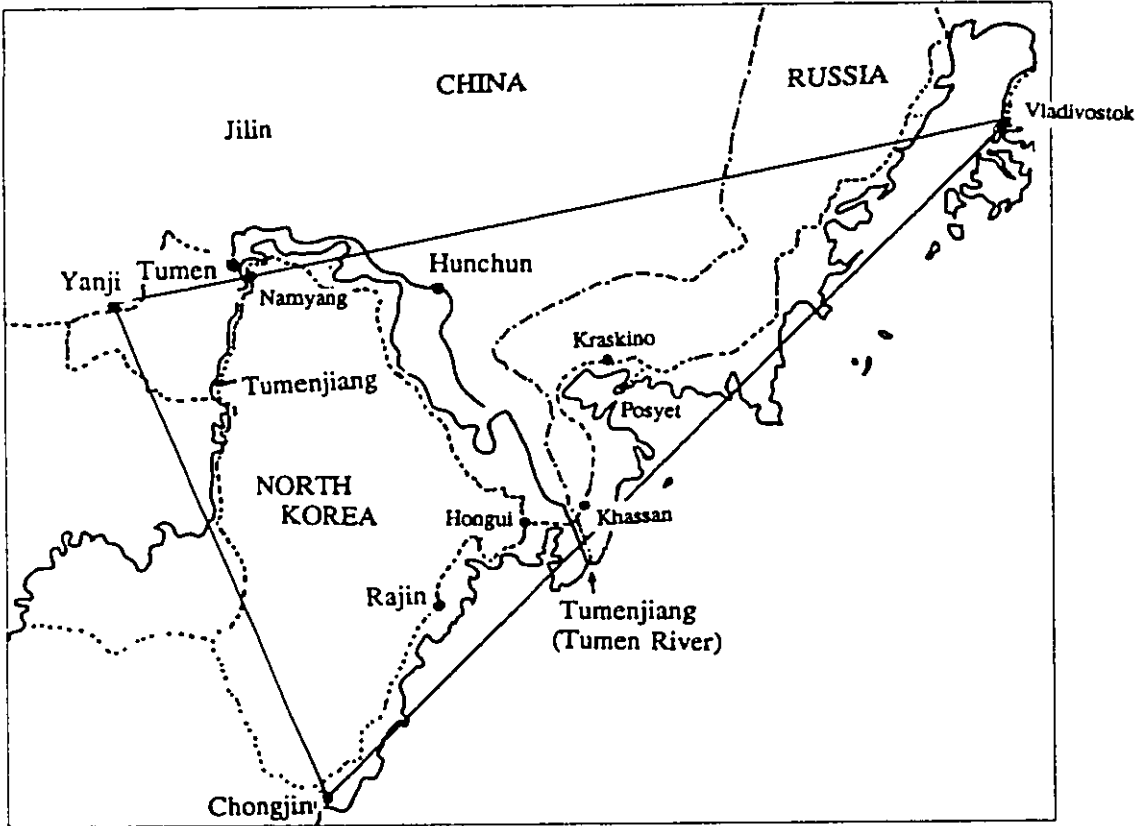 CHINA
RUSSIA
Vladivostok
Jilin
Yanji
Tumen
Hunchun
Namyang
Kraskino
Tumenjiang
Posyet
NORTH
KOREA
Hongui
Khassan
Rajin
Tumenjiang
(Tumen River)
Chongjin